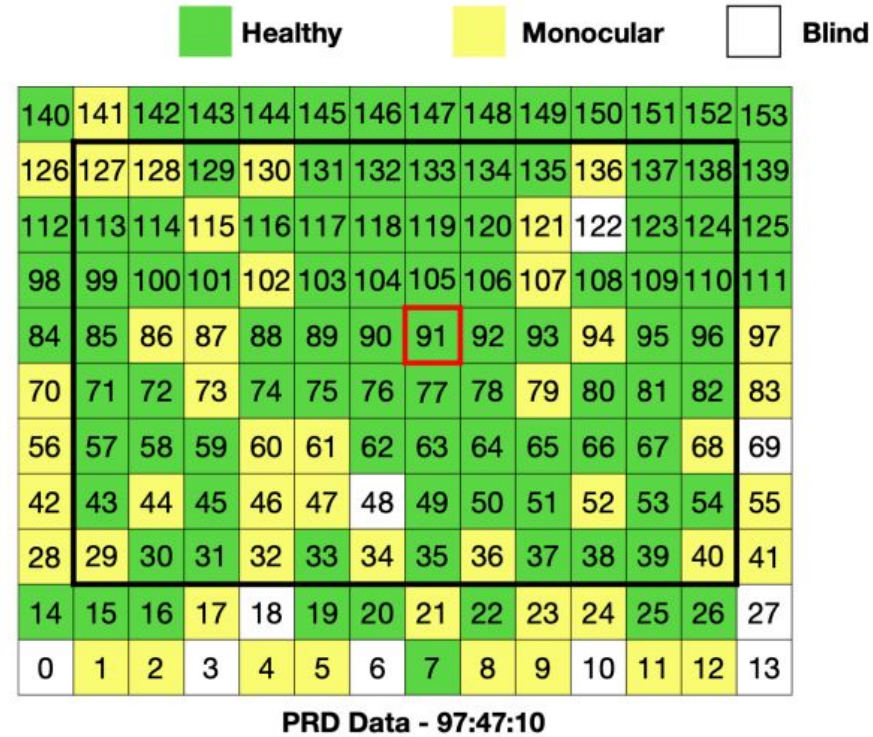 Healthy Monocular Blind
140 141 142 143 144 145 146 147 148 149 150 151 152 153
126 127 128 129 130 131 132 133 134 135 136 137 138 139
112 113 114 115 116 117 118 119 120 121 122 123 124 125
98 99 100 101 102 103 104 105 106 107 108 109 110 111
84 85 86 87 88 89 90 91 92 93 94 95 96 97
70 71 72 73 74 75 76 77 78 79 80 81 82 83
56 57 58 59 60 61 62 63 64 65 66 67 68 69
42 43 44 45 46 47 48 49 50 51 52 53 54 55
28 29 30 31 32 33 34 35 36 37 38 39 40 41
14 15 16 17 18 19 20 21 22 23 24 25 26 27
0 1 2 3 4 5 6 7 8 9 10 11 12 13
PRD Data - 97:47:10